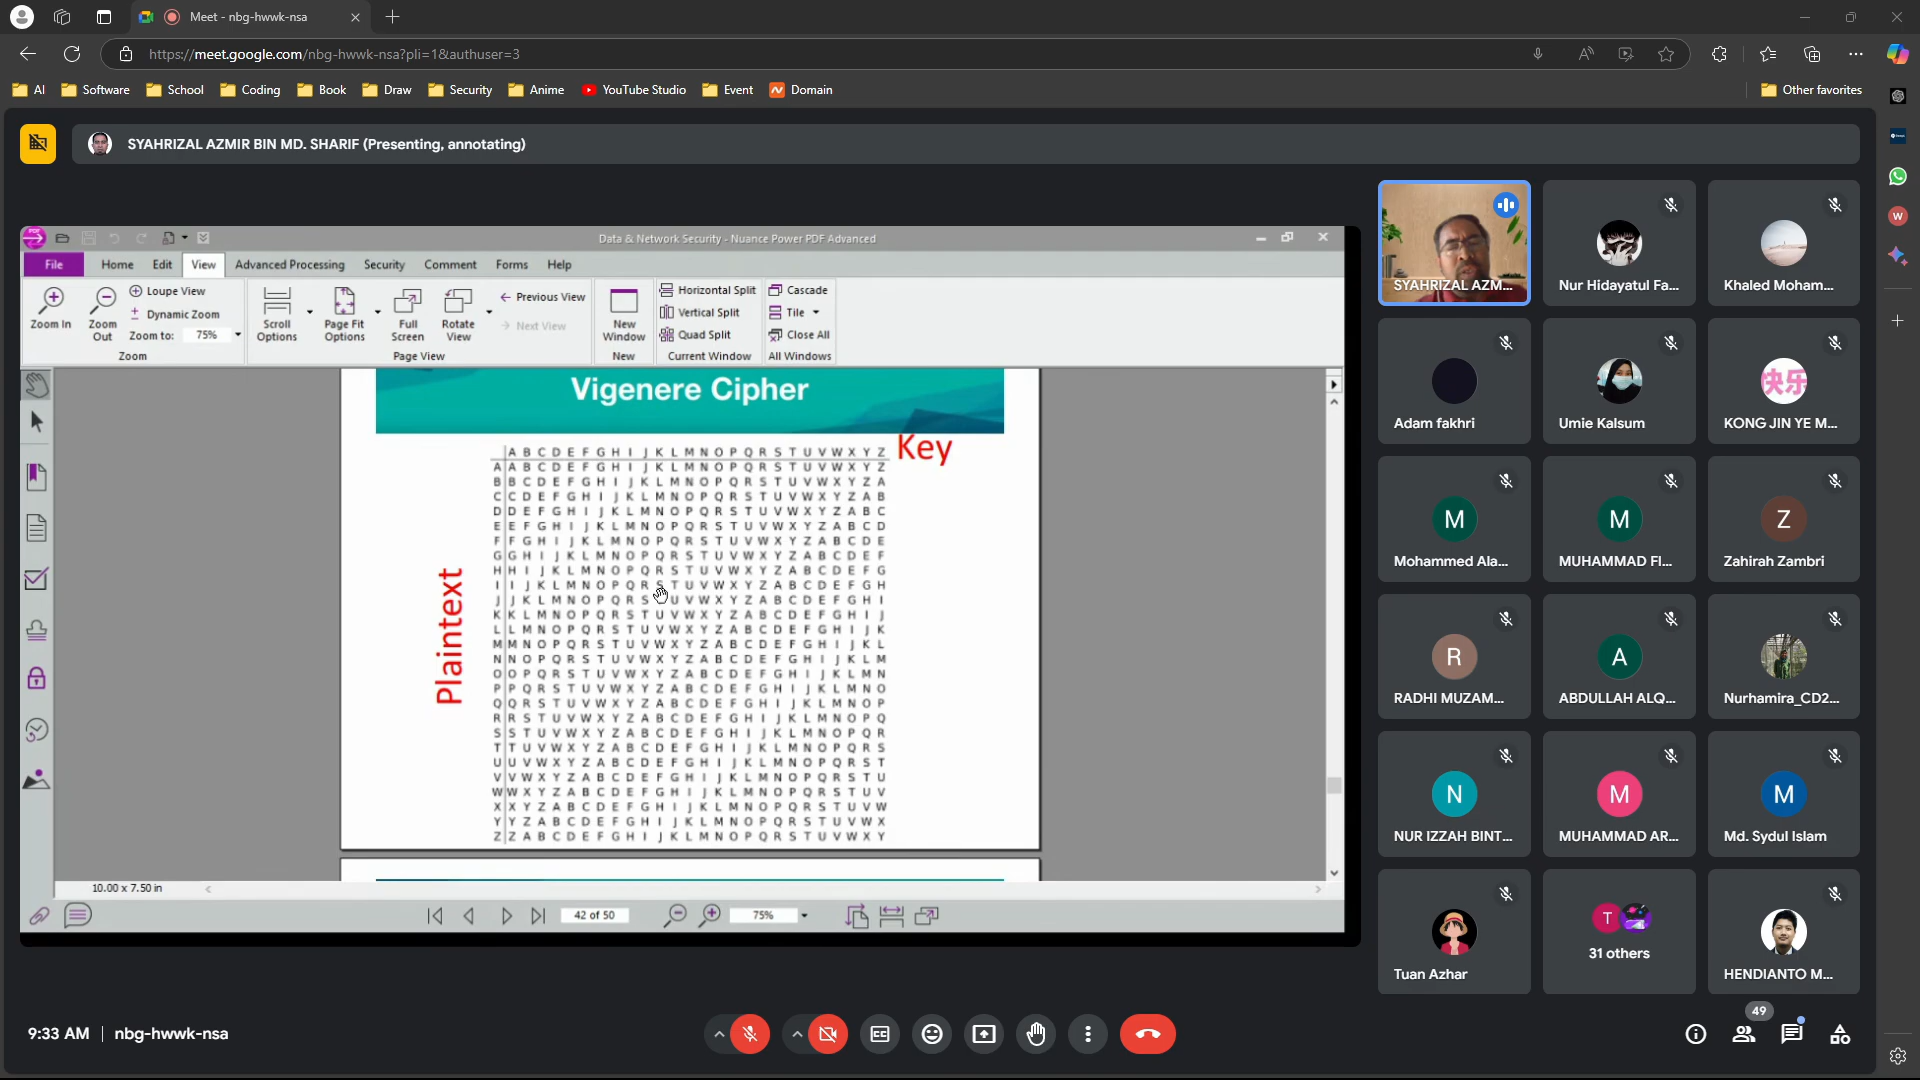 Meet - nbg-hwwk-nsa
https://meet.google.com/nbg-hwwk-nsa?pli=1&authuser=3
AI Software School Coding Book Draw Security Anime YouTube Studio Event Domain Other favorites
SYAHRIZAL AZMIR BIN MD. SHARIF (Presenting, annotating)
Data & Network Security - Nuance Power PDF Advanced
File Home Edit View Advanced Processing Security Comment Forms Help
Zoom In
Zoom Out
Loupe View
Dynamic Zoom
Zoom to: 75%
Zoom
Scroll Options
Page Fit Options
Full Screen
Rotate View
Previous View
Next View
Page View
New Window
New
Horizontal Split
Vertical Split
Quad Split
Current Window
Cascade
Tile
Close All
All Windows
Vigenere Cipher
Key
Plaintext
A B C D E F G H I J K L M N O P Q R S T U V W X Y Z
A A B C D E F G H I J K L M N O P Q R S T U V W X Y Z
B B C D E F G H I J K L M N O P Q R S T U V W X Y Z A
C C D E F G H I J K L M N O P Q R S T U V W X Y Z A B
D D E F G H I J K L M N O P Q R S T U V W X Y Z A B C
E E F G H I J K L M N O P Q R S T U V W X Y Z A B C D
F F G H I J K L M N O P Q R S T U V W X Y Z A B C D E
G G H I J K L M N O P Q R S T U V W X Y Z A B C D E F
H H I J K L M N O P Q R S T U V W X Y Z A B C D E F G
I I J K L M N O P Q R S T U V W X Y Z A B C D E F G H
J J K L M N O P Q R S T U V W X Y Z A B C D E F G H I
K K L M N O P Q R S T U V W X Y Z A B C D E F G H I J
L L M N O P Q R S T U V W X Y Z A B C D E F G H I J K
M M N O P Q R S T U V W X Y Z A B C D E F G H I J K L
N N O P Q R S T U V W X Y Z A B C D E F G H I J K L M
O O P Q R S T U V W X Y Z A B C D E F G H I J K L M N
P P Q R S T U V W X Y Z A B C D E F G H I J K L M N O
Q Q R S T U V W X Y Z A B C D E F G H I J K L M N O P
R R S T U V W X Y Z A B C D E F G H I J K L M N O P Q
S S T U V W X Y Z A B C D E F G H I J K L M N O P Q R
T T U V W X Y Z A B C D E F G H I J K L M N O P Q R S
U U V W X Y Z A B C D E F G H I J K L M N O P Q R S T
V V W X Y Z A B C D E F G H I J K L M N O P Q R S T U
W W X Y Z A B C D E F G H I J K L M N O P Q R S T U V
X X Y Z A B C D E F G H I J K L M N O P Q R S T U V W
Y Y Z A B C D E F G H I J K L M N O P Q R S T U V W X
Z Z A B C D E F G H I J K L M N O P Q R S T U V W X Y
10.00 x 7.50 in
42 of 50
75%
SYAHRIZAL AZM...
Nur Hidayatul Fa...
Khaled Moham...
Adam fakhri
Umie Kalsum
快乐
KONG JIN YE M...
M
Mohammed Ala...
M
MUHAMMAD FI...
Z
Zahirah Zambri
R
RADHI MUZAM...
A
ABDULLAH ALQ...
Nurhamira_CD2...
N
NUR IZZAH BINT...
M
MUHAMMAD AR...
M
Md. Sydul Islam
Tuan Azhar
T
31 others
HENDIANTO M...
9:33 AM | nbg-hwwk-nsa
49